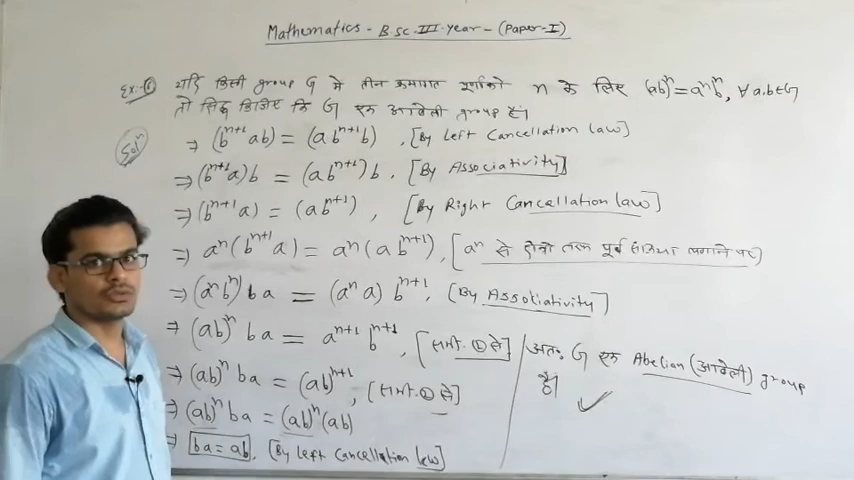 Mathematics - BSc-III-year - (Paper-I)
Ex:-6 यदि किसी group G मे तीन क्रमागत पूर्णांको n के लिए (ab)ⁿ=aⁿbⁿ, ∀ a,b∈G
तो सिद्ध किजिए कि G एक आबेली group है।
Solⁿ
⇒ (bⁿ⁺¹ab) = (abⁿ⁺¹b) , [By Left Cancellation law]
⇒ (bⁿ⁺¹a)b = (abⁿ⁺¹)b , [By Associativity]
⇒ (bⁿ⁺¹a) = (abⁿ⁺¹) , [By Right Cancellation law]
⇒ aⁿ(bⁿ⁺¹a) = aⁿ(abⁿ⁺¹) , [aⁿ से दोनो तरफ पूर्व संक्रिया लगाने पर]
⇒ (aⁿbⁿ)ba = (aⁿa)bⁿ⁺¹ , [By Assotiativity]
⇒ (ab)ⁿba = aⁿ⁺¹bⁿ⁺¹ , [समी. ① से]
⇒ (ab)ⁿba = (ab)ⁿ⁺¹ , [समी. ① से]
⇒ (ab)ⁿba = (ab)ⁿ(ab)
⇒ ba = ab , [By Left Cancellation law]
अतः G एक Abelian (आबेली) group
है। ✓